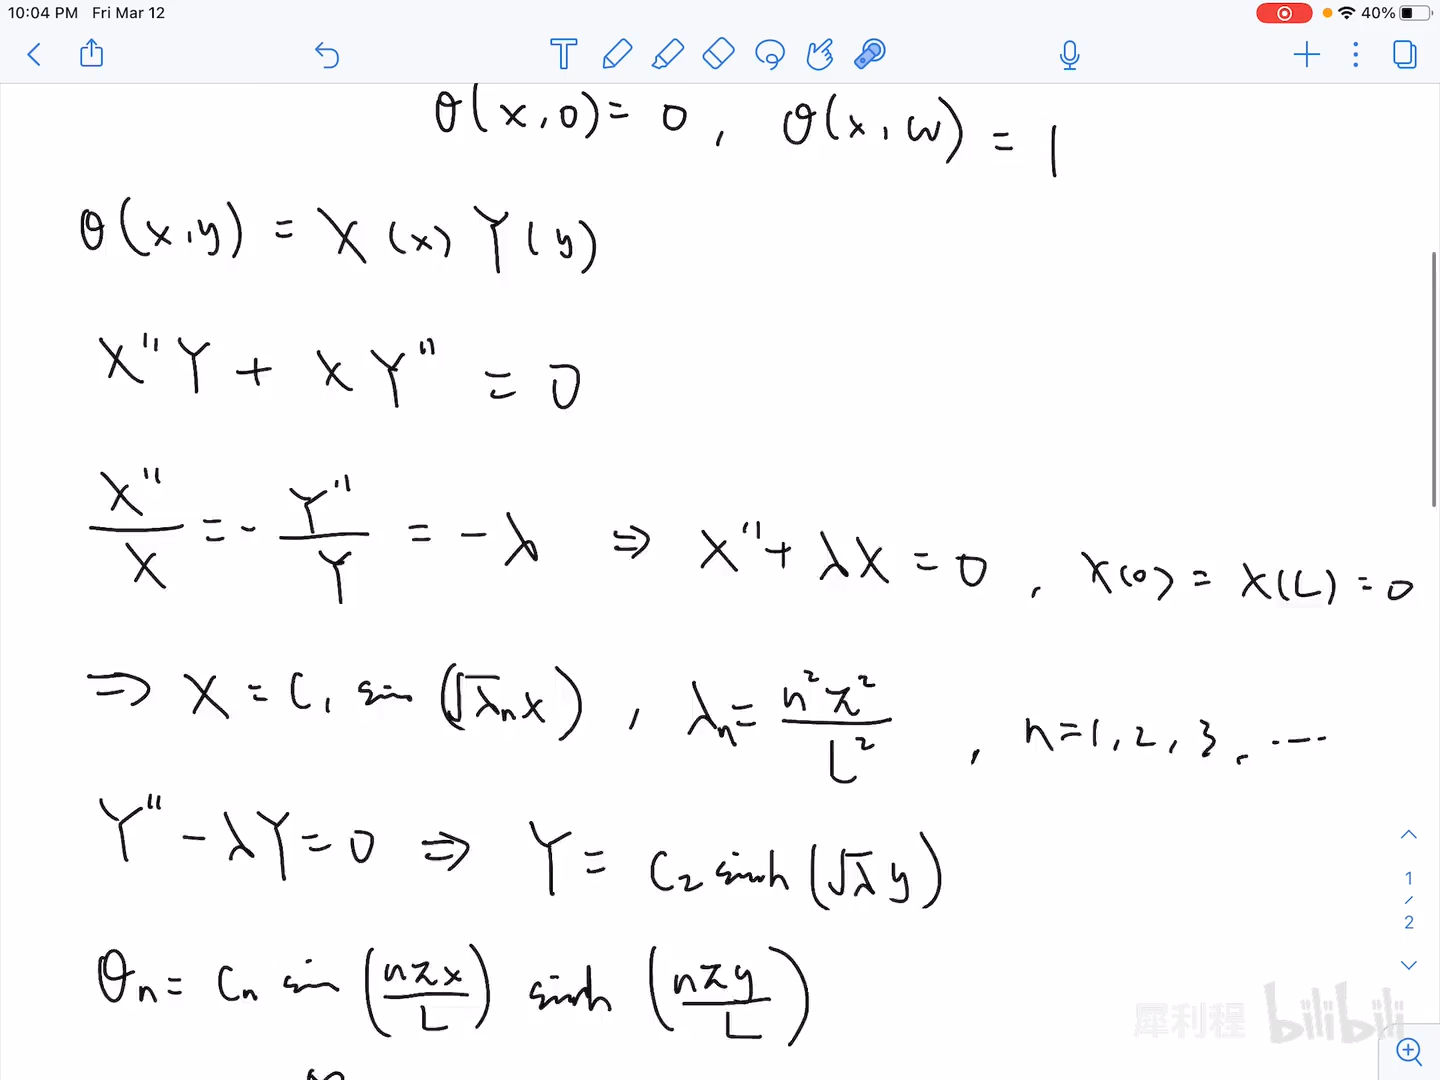 10:04 PM Fri Mar 12
40%
θ(x,0) = 0 , θ(x,w) = 1
θ(x,y) = X(x) Y(y)
X''Y + XY'' = 0
X''/X = - Y''/Y = -λ ⇒ X'' + λX = 0 , X(0) = X(L) = 0
⇒ X = C₁ sin(√λₙ x) , λₙ = n²π²/L² , n=1,2,3,....
Y'' - λY = 0 ⇒ Y = C₂ sinh(√λ y)
θₙ = Cₙ sin(nπx/L) sinh(nπy/L)
1
/
2
犀利程 bilibili